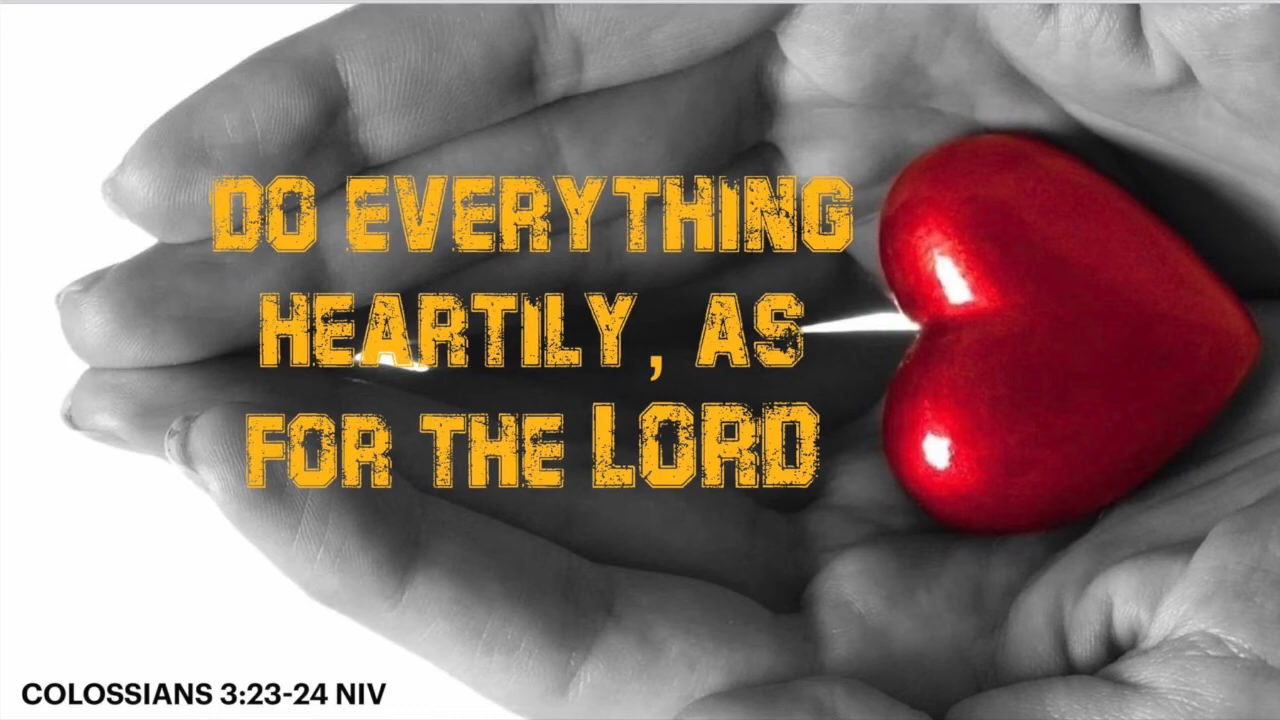 DO EVERYTHING
HEARTILY, AS
FOR THE LORD
COLOSSIANS 3:23-24 NIV